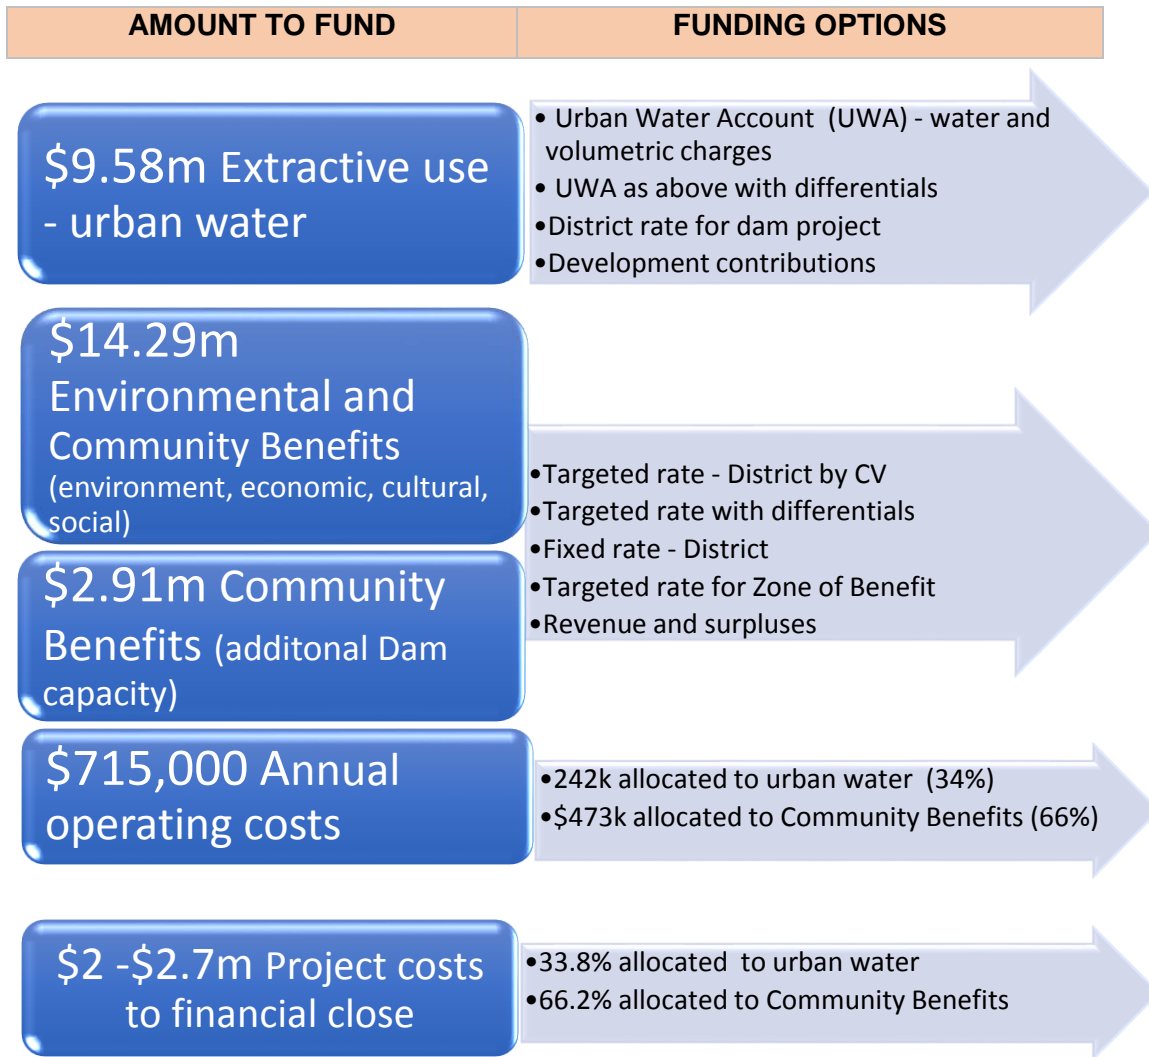 AMOUNT TO FUND
FUNDING OPTIONS
$9.58m Extractive use
- urban water
• Urban Water Account (UWA) - water and
volumetric charges
• UWA as above with differentials
•District rate for dam project
•Development contributions
$14.29m
Environmental and
Community Benefits
(environment, economic, cultural,
social)
$2.91m Community
Benefits (additonal Dam
capacity)
•Targeted rate - District by CV
•Targeted rate with differentials
•Fixed rate - District
•Targeted rate for Zone of Benefit
•Revenue and surpluses
$715,000 Annual
operating costs
•242k allocated to urban water (34%)
•$473k allocated to Community Benefits (66%)
$2 -$2.7m Project costs
to financial close
•33.8% allocated to urban water
•66.2% allocated to Community Benefits